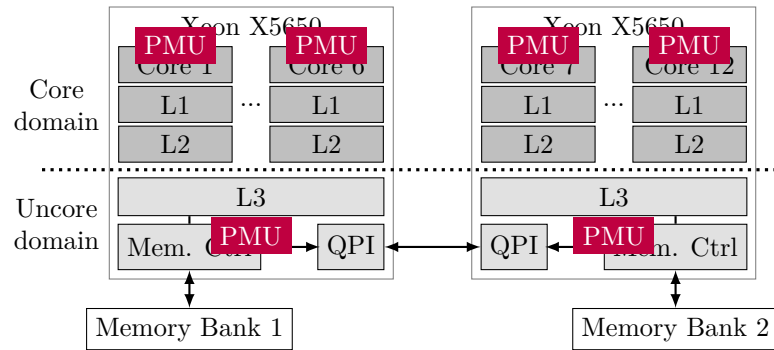 Xeon X5650
Xeon X5650
PMU
PMU
PMU
PMU
Core 1
Core 6
Core 7
Core 12
Core
domain
L1
...
L1
L1
...
L1
L2
L2
L2
L2
L3
L3
Uncore
domain
PMU
PMU
Mem. Ctrl
QPI
QPI
Mem. Ctrl
Memory Bank 1
Memory Bank 2